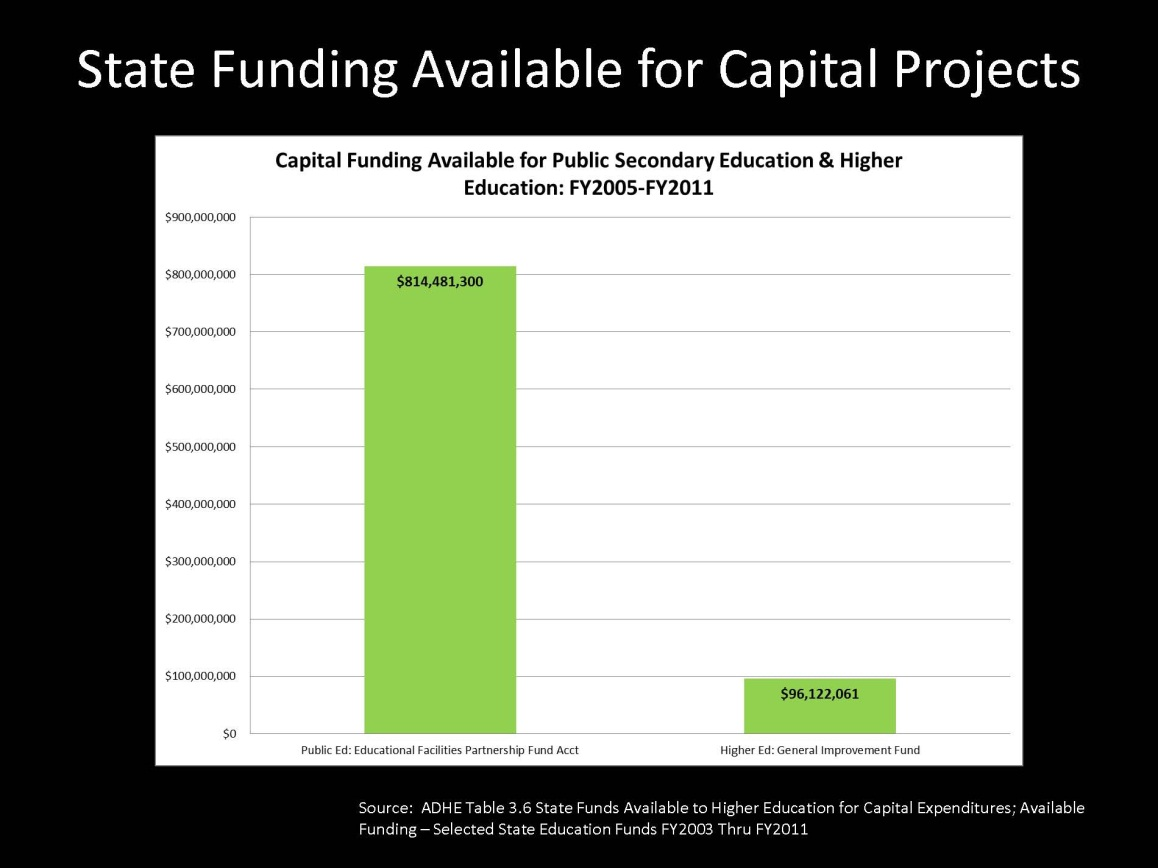 State Funding Available for Capital Projects
Capital Funding Available for Public Secondary Education & Higher
Education: FY2005-FY2011
$900,000,000
$800,000,000
$814,481,300
$700,000,000
$600,000,000
$500,000,000
$400,000,000
$300,000,000
$200,000,000
$100,000,000
$96,122,061
$0
Public Ed: Educational Facilities Partnership Fund Acct
Higher Ed: General Improvement Fund
Source:  ADHE Table 3.6 State Funds Available to Higher Education for Capital Expenditures; Available
Funding – Selected State Education Funds FY2003 Thru FY2011